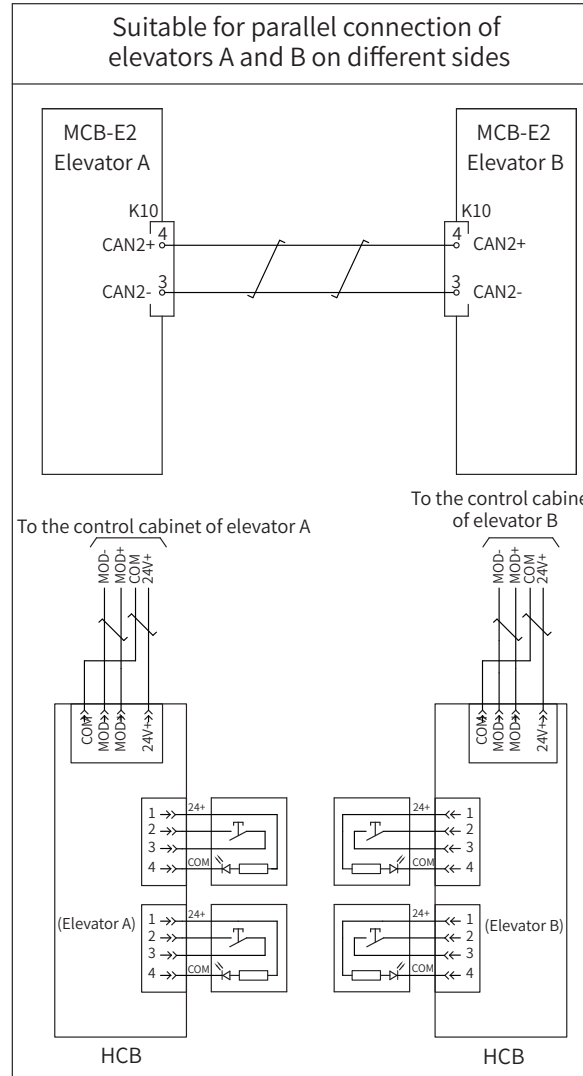 Suitable for parallel connection of
elevators A and B on different sides
MCB-E2
Elevator A
MCB-E2
Elevator B
K10
K10
4
CAN2+
4
CAN2+
3
CAN2-
3
CAN2-
To the control cabinet of elevator A
To the control cabine
of elevator B
MOD-
MOD+
COM
24V+
MOD-
MOD+
COM
24V+
COM
MOD-
MOD+
24V+
COM
MOD-
MOD+
24V+
1
2
3
4
24+
COM
24+
COM
1
2
3
4
(Elevator A)
1
2
3
4
24+
COM
24+
COM
1
2
3
4
(Elevator B)
HCB
HCB